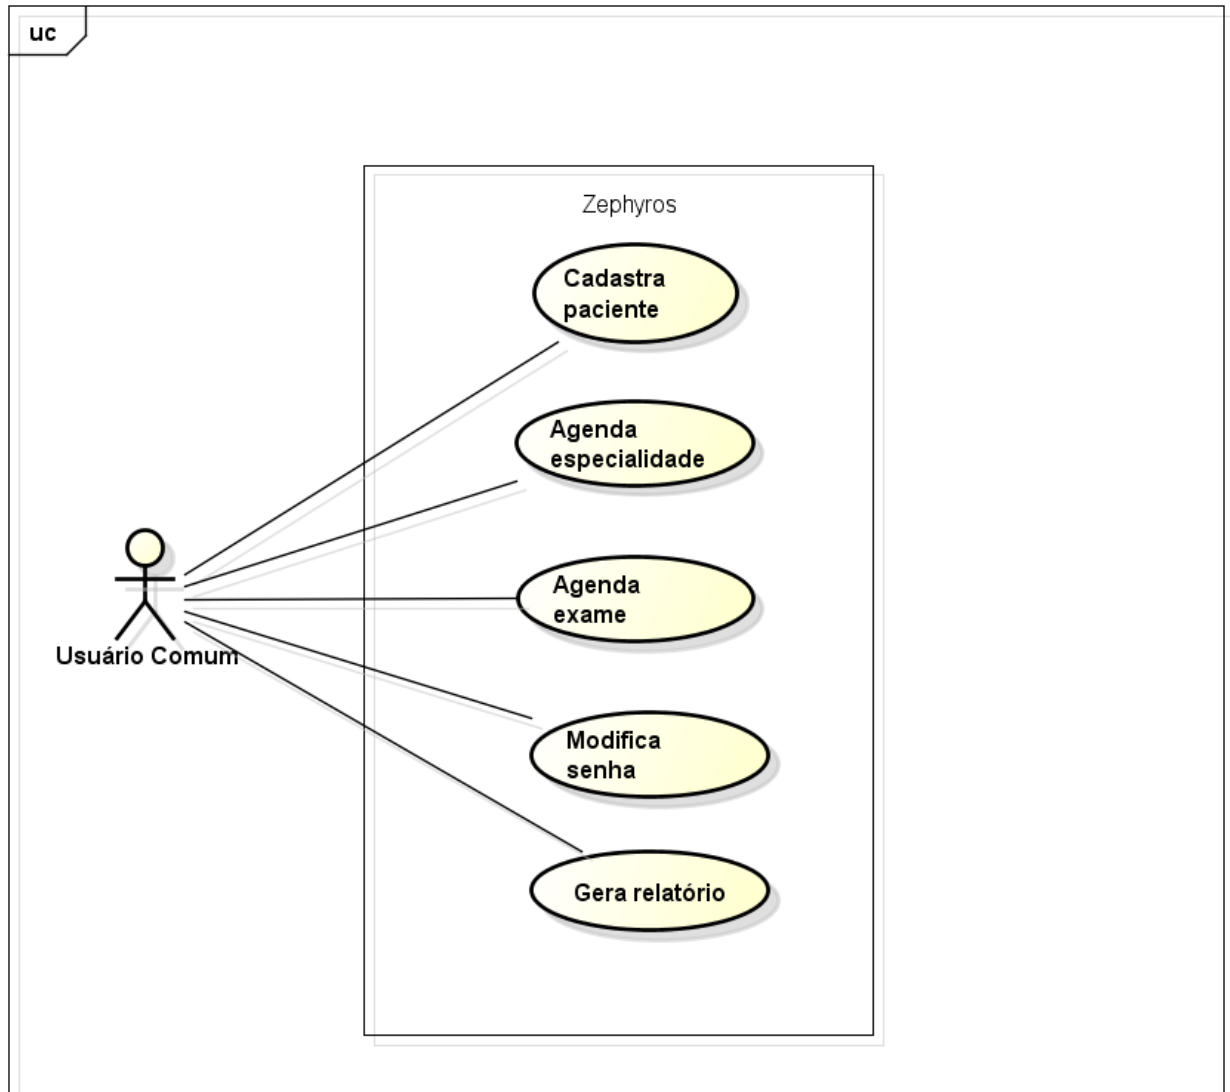 uc
Zephyros
Cadastra
paciente
Agenda
especialidade
Agenda
exame
Usuário Comum
Modifica
senha
Gera relatório